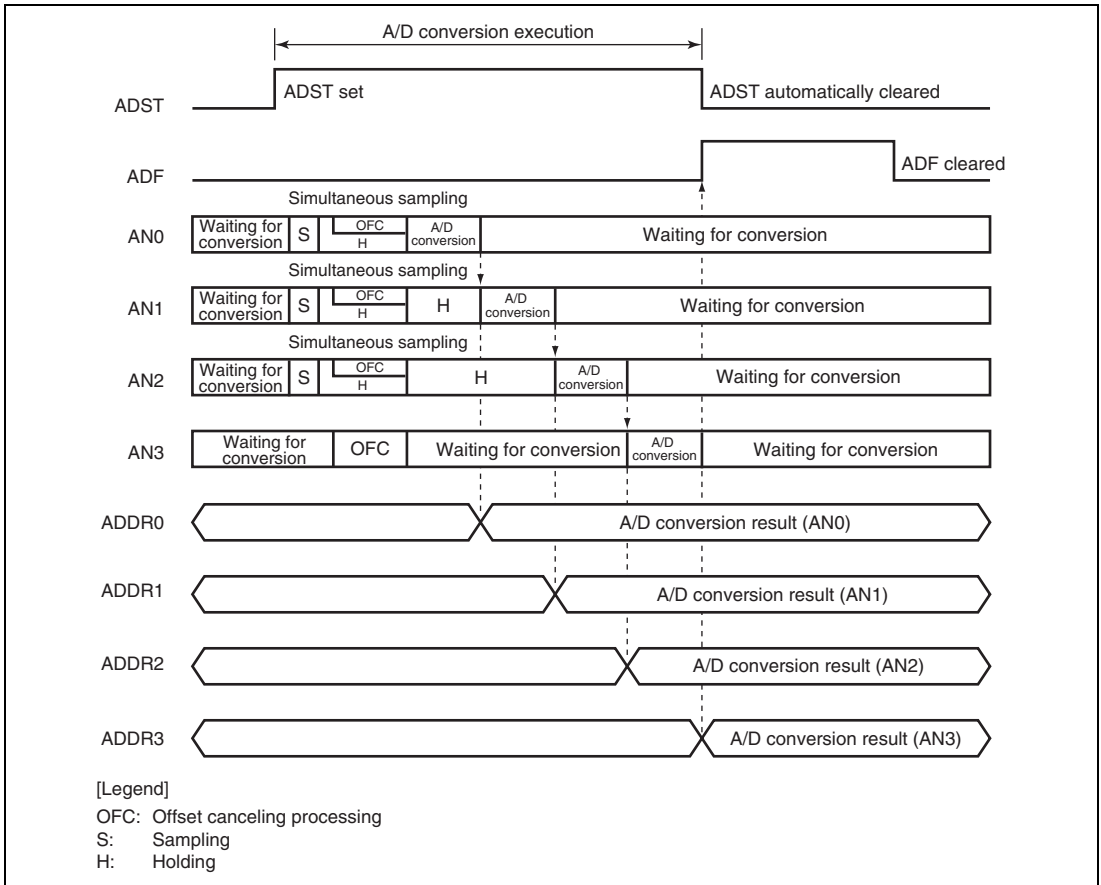 A/D conversion execution
ADST
ADST set
ADST automatically cleared
ADF
ADF cleared
Simultaneous sampling
AN0
Waiting for
conversion
S
OFC
H
A/D
conversion
Waiting for conversion
Simultaneous sampling
AN1
Waiting for
conversion
S
OFC
H
H
A/D
conversion
Waiting for conversion
Simultaneous sampling
AN2
Waiting for
conversion
S
OFC
H
H
A/D
conversion
Waiting for conversion
AN3
Waiting for
conversion
OFC
Waiting for conversion
A/D
conversion
Waiting for conversion
ADDR0
A/D conversion result (AN0)
ADDR1
A/D conversion result (AN1)
ADDR2
A/D conversion result (AN2)
ADDR3
A/D conversion result (AN3)
[Legend]
OFC: Offset canceling processing
S: Sampling
H: Holding